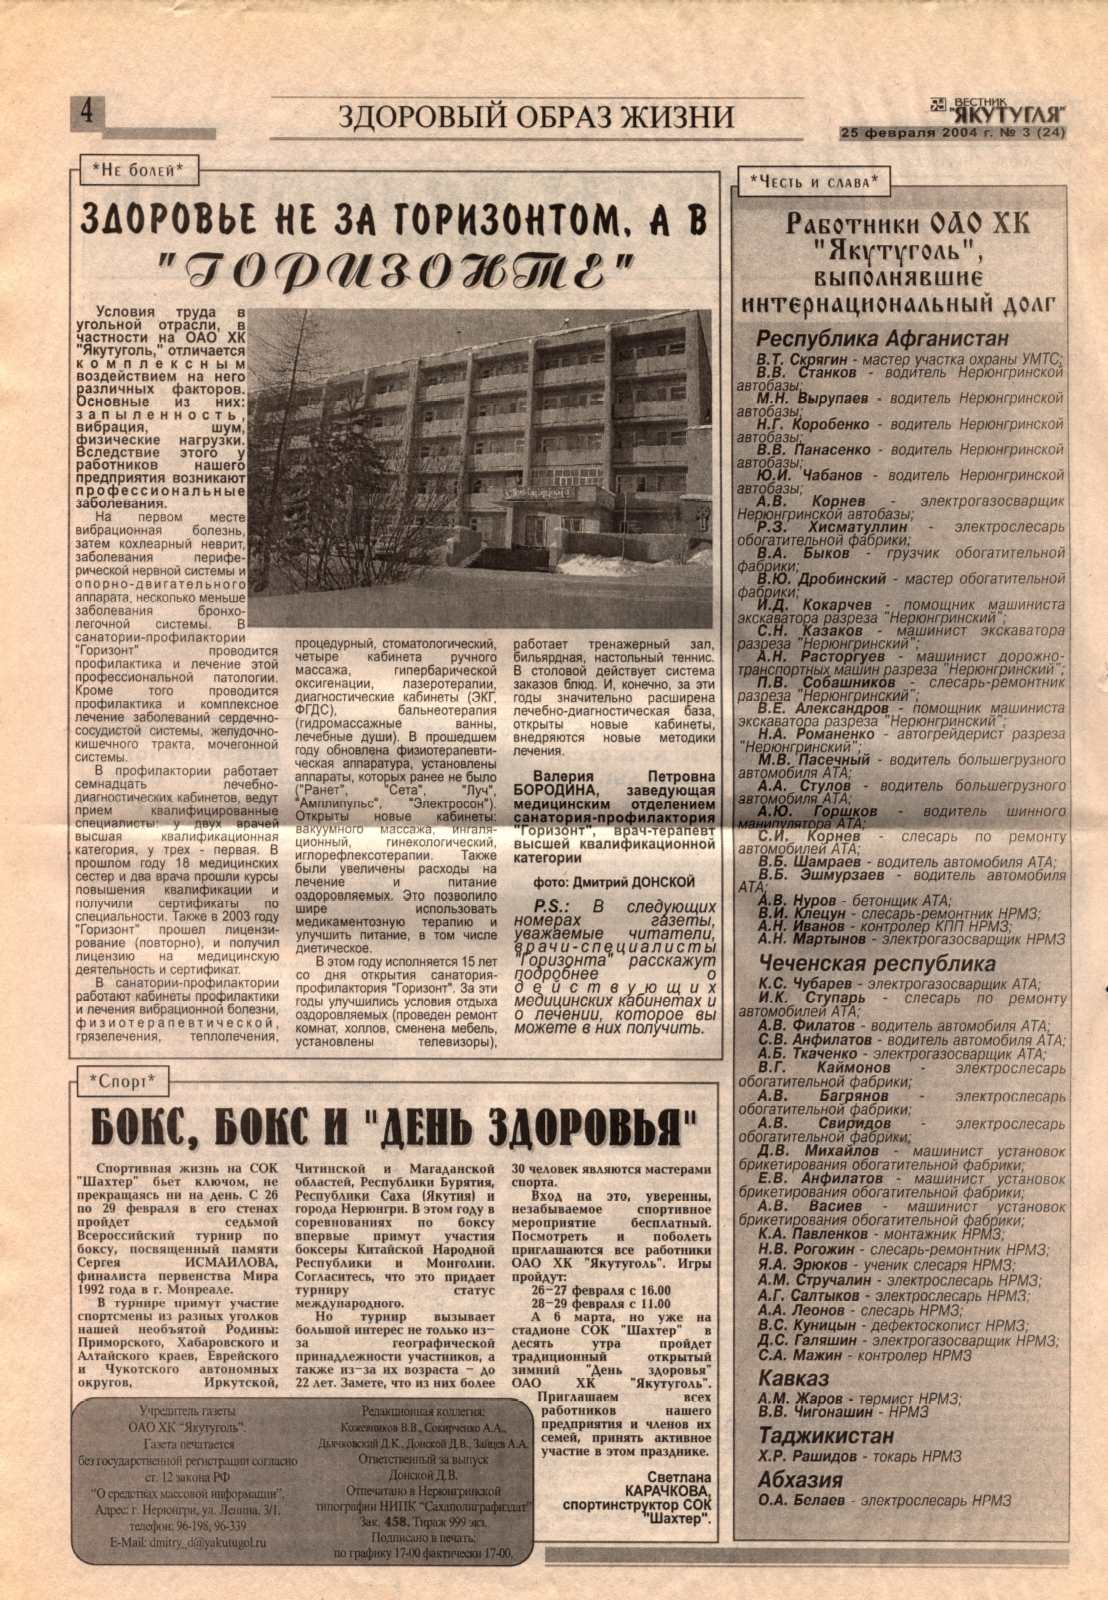 4
ЗДОРОВЫЙ ОБРАЗ ЖИЗНИ
ВЕСТНИК
"ЯКУТУГЛЯ"
25 февраля 2004 г. № 3 (24)
*Не болей*
ЗДОРОВЬЕ НЕ ЗА ГОРИЗОНТОМ, А В
"ГОРИЗОНТЕ"
Условия труда в
угольной отрасли, в
частности на ОАО ХК
"Якутуголь," отличается
комплексным
воздействием на него
различных факторов.
Основные из них:
запыленность,
вибрация, шум,
физические нагрузки.
Вследствие этого у
работников нашего
предприятия возникают
профессиональные
заболевания.
На первом месте
вибрационная болезнь,
затем кохлеарный неврит,
заболевания перифе-
рической нервной системы и
опорно-двигательного
аппарата, несколько меньше
заболевания бронхо-
легочной системы. В
санатории-профилактории
"Горизонт" проводится
профилактика и лечение этой
профессиональной патологии.
Кроме того проводится
профилактика и комплексное
лечение заболеваний сердечно-
сосудистой системы, желудочно-
кишечного тракта, мочегонной
системы.
В профилактории работает
семнадцать лечебно-
диагностических кабинетов, ведут
прием квалифицированные
специалисты: у двух врачей
высшая квалификационная
категория, у трех - первая. В
прошлом году 18 медицинских
сестер и два врача прошли курсы
повышения квалификации и
получили сертификаты по
специальности. Также в 2003 году
"Горизонт" прошел лицензи-
рование (повторно), и получил
лицензию на медицинскую
деятельность и сертификат.
В санатории-профилактории
работают кабинеты профилактики
и лечения вибрационной болезни,
физиотерапевтической,
грязелечения, теплолечения,
процедурный, стоматологический,
четыре кабинета ручного
массажа, гипербарической
оксигенации, лазеротерапии,
диагностические кабинеты (ЭКГ,
ФГДС), бальнеотерапия
(гидромассажные ванны,
лечебные души). В прошедшем
году обновлена физиотерапевти-
ческая аппаратура, установлены
аппараты, которых ранее не было
("Ранет", "Сета", "Луч",
"Амплипульс", "Электросон").
Открыты новые кабинеты:
вакуумного массажа, ингаля-
ционный, гинекологический,
иглорефлексотерапии. Также
были увеличены расходы на
лечение и питание
оздоровляемых. Это позволило
шире использовать
медикаментозную терапию и
улучшить питание, в том числе
диетическое.
В этом году исполняется 15 лет
со дня открытия санатория-
профилактория "Горизонт". За эти
годы улучшились условия отдыха
оздоровляемых (проведен ремонт
комнат, холлов, сменена мебель,
установлены телевизоры),
работает тренажерный зал,
бильярдная, настольный теннис.
В столовой действует система
заказов блюд. И, конечно, за эти
годы значительно расширена
лечебно-диагностическая база,
открыты новые кабинеты,
внедряются новые методики
лечения.
Валерия Петровна
БОРОДИНА, заведующая
медицинским отделением
санатория-профилактория
"Горизонт", врач-терапевт
высшей квалификационной
категории
фото: Дмитрий ДОНСКОЙ
P.S.: В следующих
номерах газеты,
уважаемые читатели,
врачи-специалисты
"Горизонта" расскажут
подробнее о
действующих
медицинских кабинетах и
о лечении, которое вы
можете в них получить.
*Спорт*
БОКС, БОКС И "ДЕНЬ ЗДОРОВЬЯ"
Спортивная жизнь на СОК
"Шахтер" бьет ключом, не
прекращаясь ни на день. С 26
по 29 февраля в его стенах
пройдет седьмой
Всероссийский турнир по
боксу, посвященный памяти
Сергея ИСМАИЛОВА,
финалиста первенства Мира
1992 года в г. Монреале.
В турнире примут участие
спортсмены из разных уголков
нашей необъятой Родины:
Приморского, Хабаровского и
Алтайского краев, Еврейского
и Чукотского автономных
округов, Иркутской,
Читинской и Магаданской
областей, Республики Бурятия,
Республики Саха (Якутия) и
города Нерюнгри. В этом году в
соревнованиях по боксу
впервые примут участия
боксеры Китайской Народной
Республики и Монголии.
Согласитесь, что это придает
турниру статус
международного.
Но турнир вызывает
большой интерес не только из-
за географической
принадлежности участников, а
также из-за их возраста - до
22 лет. Замете, что из них более
30 человек являются мастерами
спорта.
Вход на это, уверенны,
незабываемое спортивное
мероприятие бесплатный.
Посмотреть и поболеть
приглашаются все работники
ОАО ХК "Якутуголь". Игры
пройдут:
26-27 февраля с 16.00
28-29 февраля с 11.00
А 6 марта, но уже на
стадионе СОК "Шахтер" в
десять утра пройдет
традиционный открытый
зимний "День здоровья"
ОАО ХК "Якутуголь".
Приглашаем всех
работников нашего
предприятия и членов их
семей, принять активное
участие в этом празднике.
Светлана
КАРАЧКОВА,
спортинструктор СОК
"Шахтер".
Учредитель газеты
ОАО ХК "Якутуголь".
Газета печатается
без государственной регистрации согласно
ст. 12 закона РФ
"О средствах массовой информации",
Адрес: г. Нерюнгри, ул. Ленина, 3/1,
телефон: 96-198, 96-339
E-Mail: dmitry_d@yakutugol.ru
Редакционная коллегия:
Кожевников В.В., Сокирченко А.А.,
Дьячковский Д.К., Донской Д.В., Зайцев А.А.
Ответственный за выпуск
Донской Д.В.
Отпечатано в Нерюнгринской
типографии НИПК "Сахаполиграфиздат"
Зак. 458. Тираж 999 экз.
Подписано в печать:
по графику 17-00 фактически 17-00.
*Честь и слава*
Работники ОАО ХК
"Якутуголь",
выполнявшие
интернациональный долг
Республика Афганистан
В.Т. Скрягин - мастер участка охраны УМТС;
В.В. Станков - водитель Нерюнгринской
автобазы;
М.Н. Вырупаев - водитель Нерюнгринской
автобазы;
Н.Г. Коробенко - водитель Нерюнгринской
автобазы;
В.В. Панасенко - водитель Нерюнгринской
автобазы;
Ю.И. Чабанов - водитель Нерюнгринской
автобазы;
А.В. Корнев - электрогазосварщик
Нерюнгринской автобазы;
Р.З. Хисматуллин - электрослесарь
обогатительной фабрики;
В.А. Быков - грузчик обогатительной
фабрики;
В.Ю. Дробинский - мастер обогатительной
фабрики;
И.Д. Кокарчев - помощник машиниста
экскаватора разреза "Нерюнгринский";
С.Н. Казаков - машинист экскаватора
разреза "Нерюнгринский";
А.Н. Расторгуев - машинист дорожно-
транспортных машин разреза "Нерюнгринский";
П.В. Собашников - слесарь-ремонтник
разреза "Нерюнгринский";
В.Е. Александров - помощник машиниста
экскаватора разреза "Нерюнгринский";
Н.А. Романенко - автогрейдерист разреза
"Нерюнгринский";
М.В. Пасечный - водитель большегрузного
автомобиля АТА;
А.А. Стулов - водитель большегрузного
автомобиля АТА;
А.Ю. Горшков - водитель шинного
манипулятора АТА;
С.И. Корнев - слесарь по ремонту
автомобилей АТА;
В.Б. Шамраев - водитель автомобиля АТА;
В.Б. Эшмурзаев - водитель автомобиля
АТА;
А.В. Нуров - бетонщик АТА;
В.И. Клецун - слесарь-ремонтник НРМЗ;
А.Н. Иванов - контролер КПП НРМЗ;
А.Н. Мартынов - электрогазосварщик НРМЗ
Чеченская республика
К.С. Чубарев - электрогазосварщик АТА;
И.К. Ступарь - слесарь по ремонту
автомобилей АТА;
А.В. Филатов - водитель автомобиля АТА;
С.В. Анфилатов - водитель автомобиля АТА;
А.Б. Ткаченко - электрогазосварщик АТА;
В.Г. Каймонов - электрослесарь
обогатительной фабрики;
А.В. Багрянов - электрослесарь
обогатительной фабрики;
А.В. Свиридов - электрослесарь
обогатительной фабрики;
Д.В. Михайлов - машинист установок
брикетирования обогатительной фабрики;
Е.В. Анфилатов - машинист установок
брикетирования обогатительной фабрики;
А.В. Васиев - машинист установок
брикетирования обогатительной фабрики;
К.А. Павленков - монтажник НРМЗ;
Н.В. Рогожин - слесарь-ремонтник НРМЗ;
Я.А. Эрюков - ученик слесаря НРМЗ;
А.М. Стручалин - электрослесарь НРМЗ;
А.Г. Салтыков - электрослесарь НРМЗ;
А.А. Леонов - слесарь НРМЗ;
В.С. Куницын - дефектоскопист НРМЗ;
Д.С. Галяшин - электрогазосварщик НРМЗ;
С.А. Мажин - контролер НРМЗ
Кавказ
А.М. Жаров - термист НРМЗ;
В.В. Чигонашин - НРМЗ
Таджикистан
Х.Р. Рашидов - токарь НРМЗ
Абхазия
О.А. Белаев - электрослесарь НРМЗ